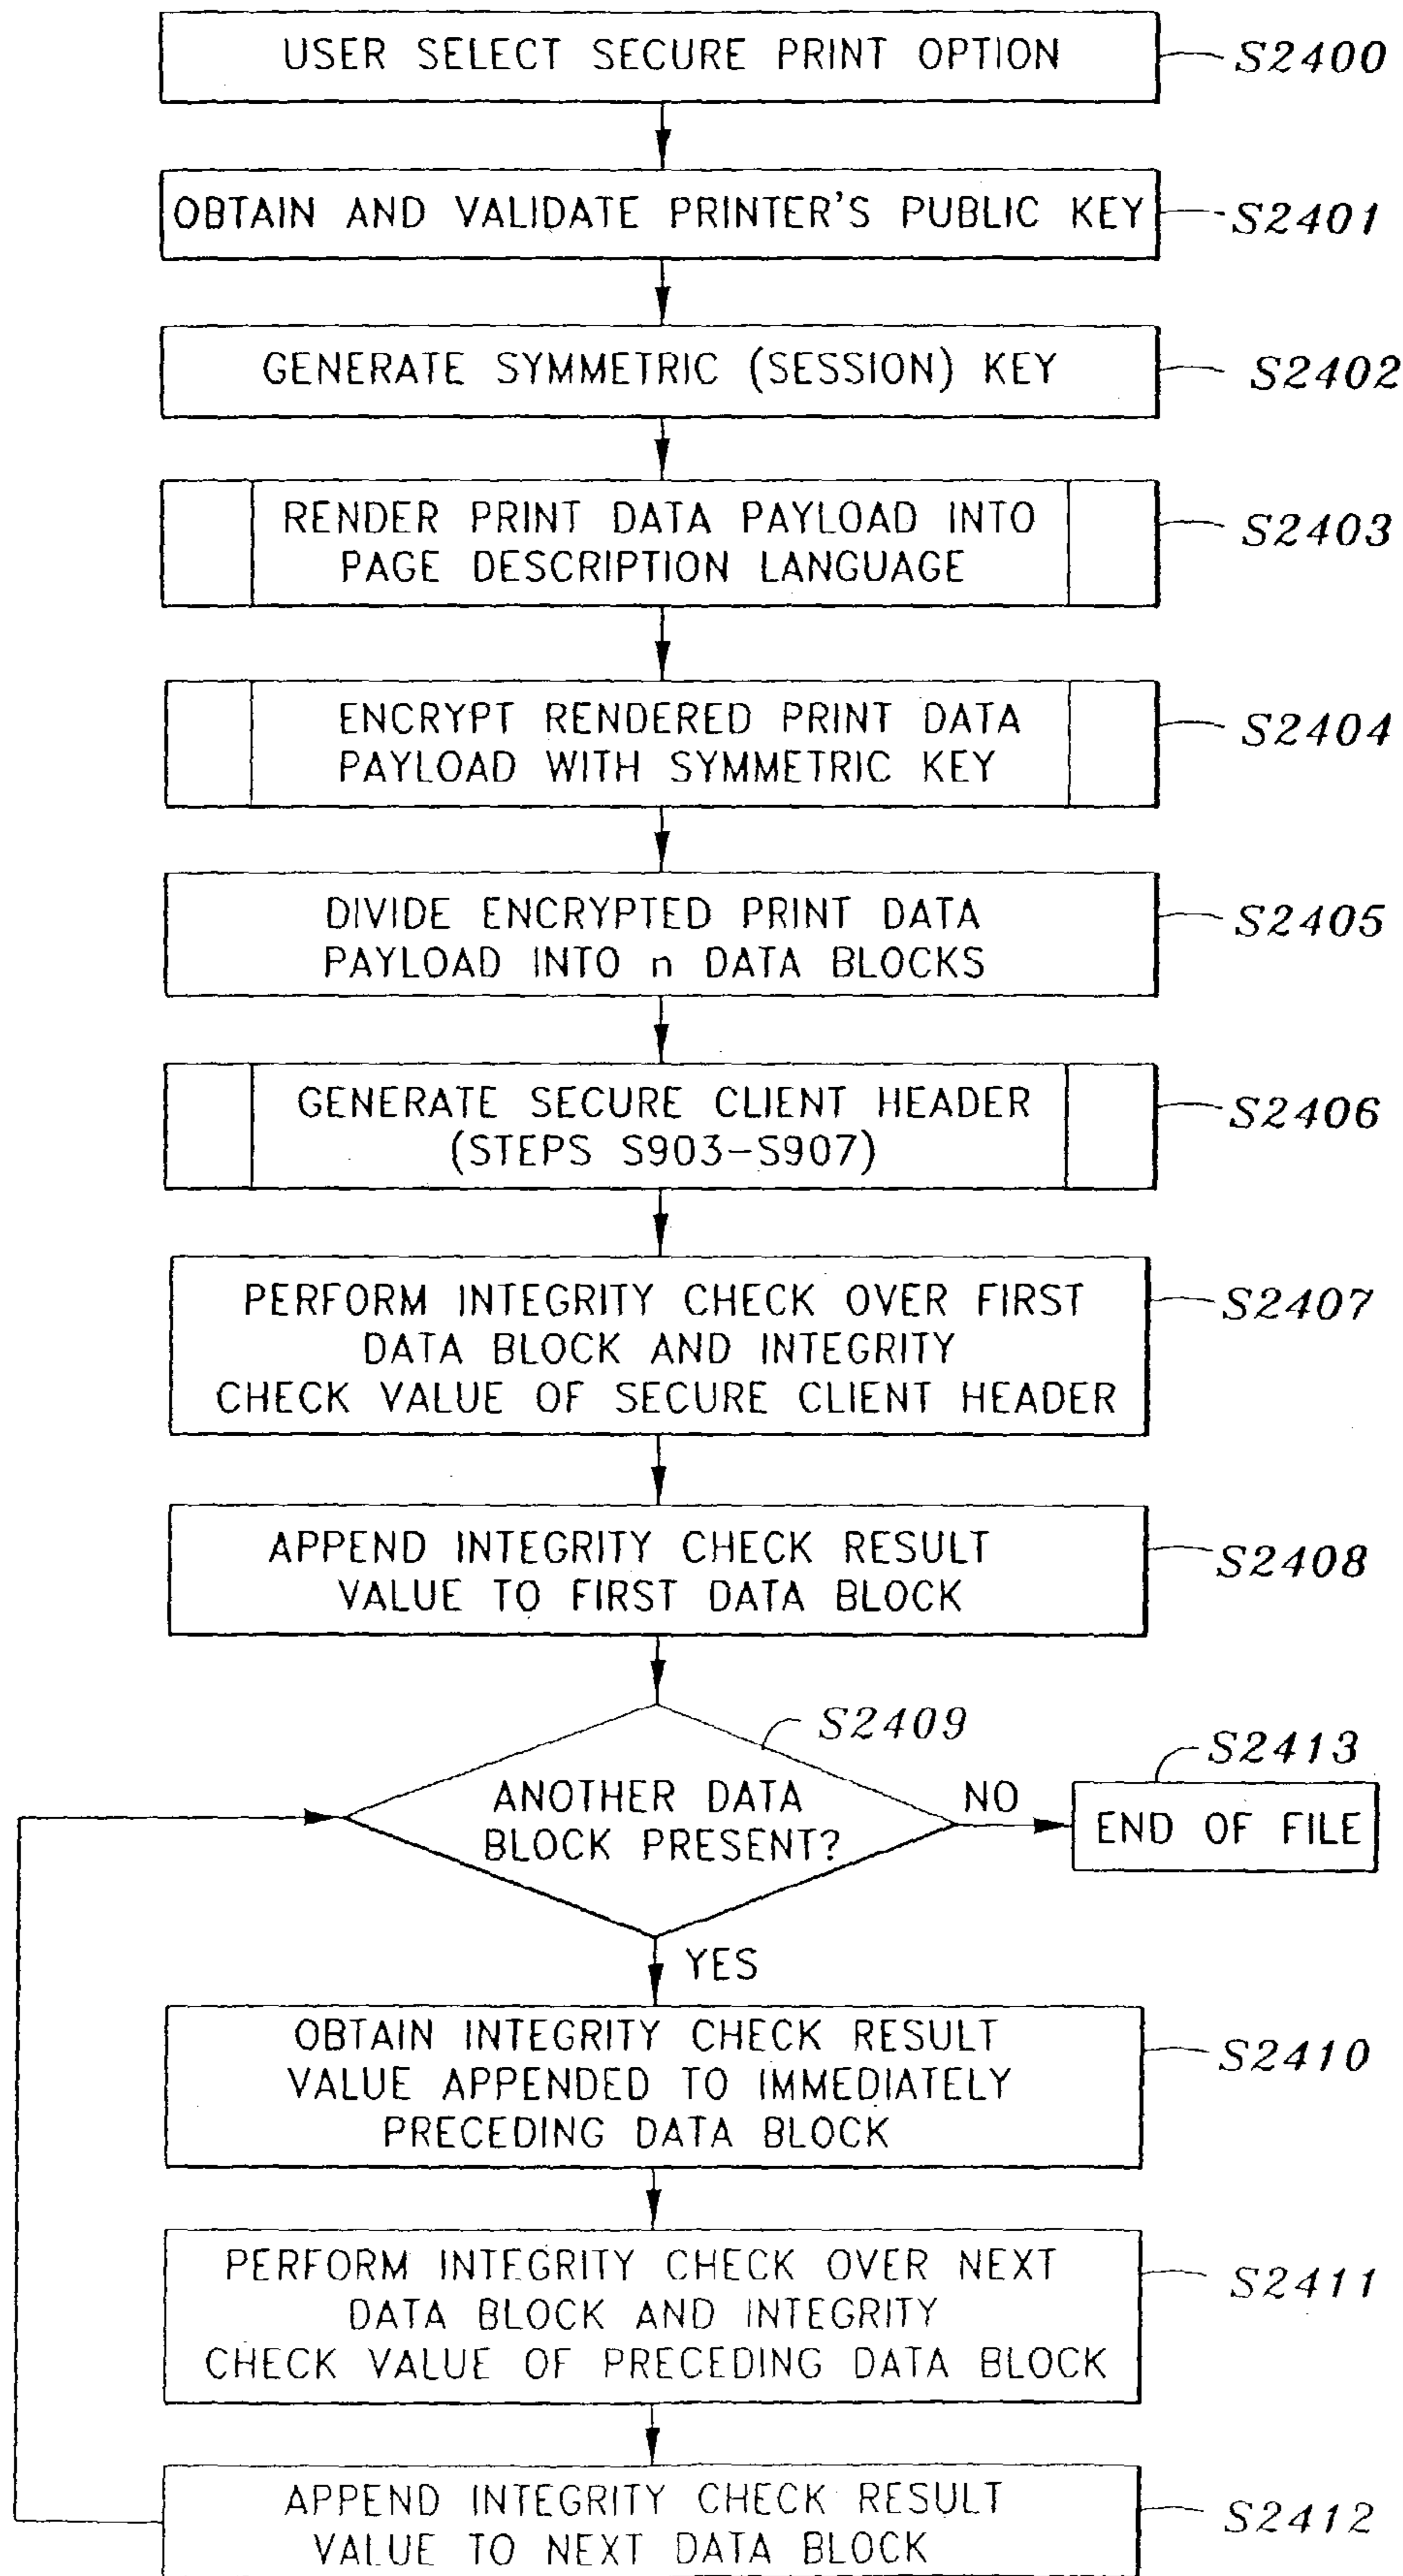 USER SELECT SECURE PRINT OPTION
S2400
OBTAIN AND VALIDATE PRINTER'S PUBLIC KEY
S2401
GENERATE SYMMETRIC (SESSION) KEY
S2402
RENDER PRINT DATA PAYLOAD INTO
PAGE DESCRIPTION LANGUAGE
S2403
ENCRYPT RENDERED PRINT DATA
PAYLOAD WITH SYMMETRIC KEY
S2404
DIVIDE ENCRYPTED PRINT DATA
PAYLOAD INTO n DATA BLOCKS
S2405
GENERATE SECURE CLIENT HEADER
(STEPS S903-S907)
S2406
PERFORM INTEGRITY CHECK OVER FIRST
DATA BLOCK AND INTEGRITY
CHECK VALUE OF SECURE CLIENT HEADER
S2407
APPEND INTEGRITY CHECK RESULT
VALUE TO FIRST DATA BLOCK
S2408
S2409
ANOTHER DATA
BLOCK PRESENT?
NO
S2413
END OF FILE
YES
OBTAIN INTEGRITY CHECK RESULT
VALUE APPENDED TO IMMEDIATELY
PRECEDING DATA BLOCK
S2410
PERFORM INTEGRITY CHECK OVER NEXT
DATA BLOCK AND INTEGRITY
CHECK VALUE OF PRECEDING DATA BLOCK
S2411
APPEND INTEGRITY CHECK RESULT
VALUE TO NEXT DATA BLOCK
S2412